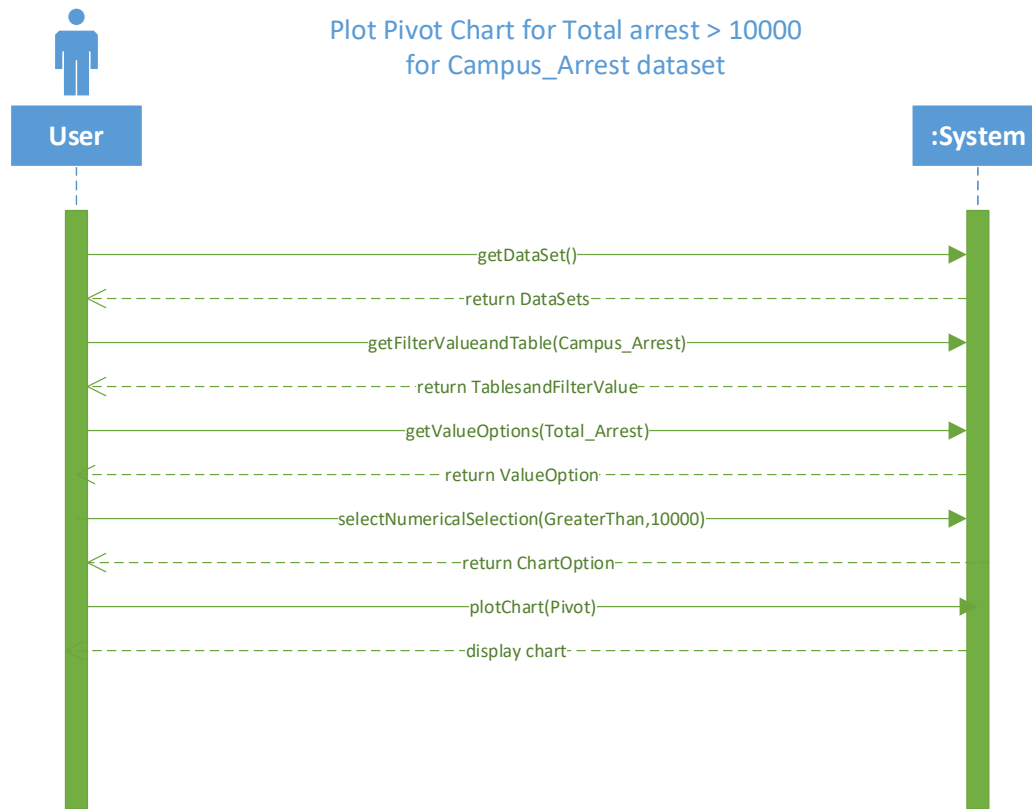 Plot Pivot Chart for Total arrest > 10000
for Campus_Arrest dataset
User
:System
getDataSet()
return DataSets
getFilterValueandTable(Campus_Arrest)
return TablesandFilterValue
getValueOptions(Total_Arrest)
return ValueOption
selectNumericalSelection(GreaterThan,10000)
return ChartOption
plotChart(Pivot)
display chart